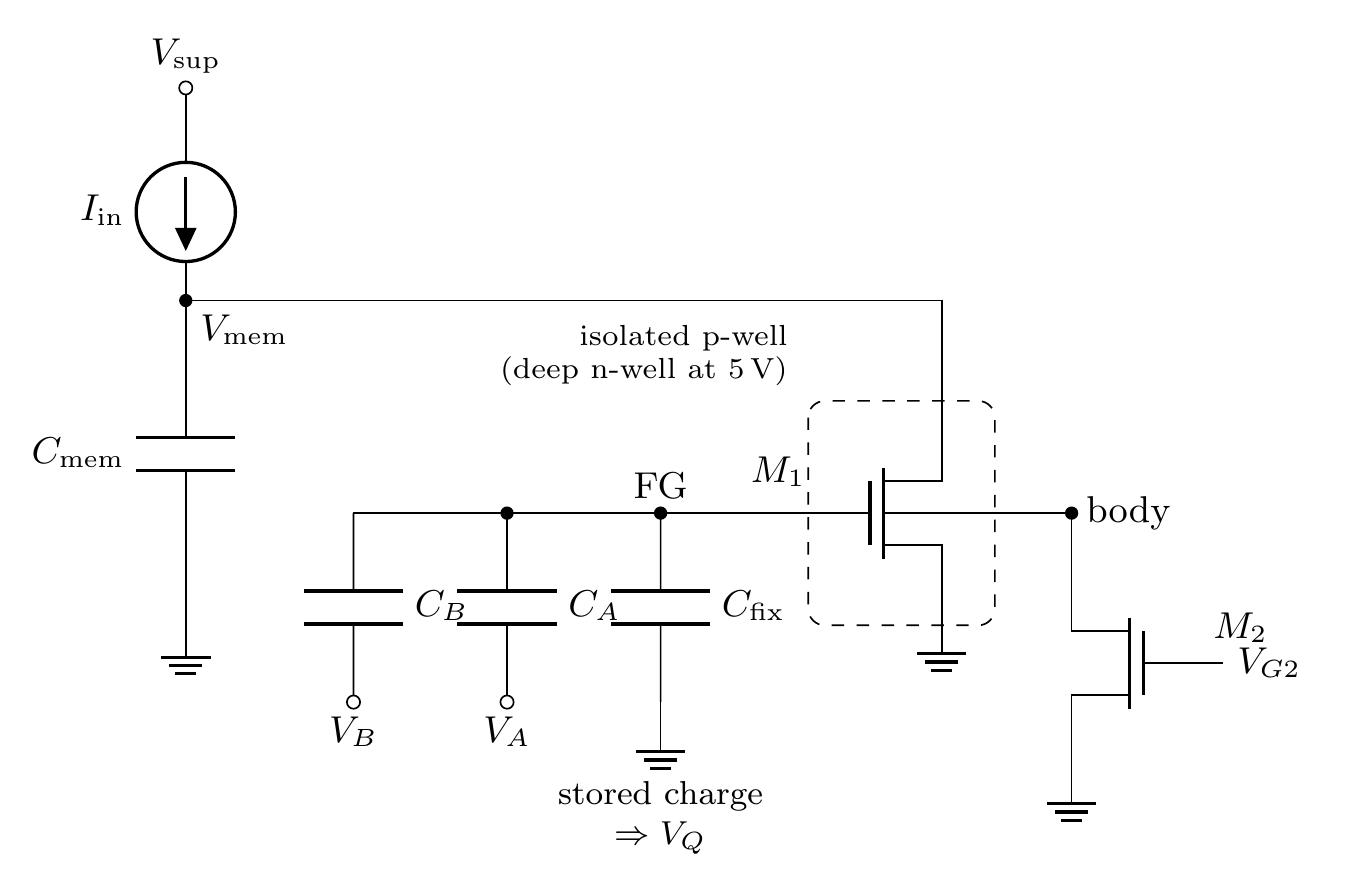 V_sup
I_in
V_mem
isolated p-well
(deep n-well at 5 V)
C_mem
M_1
FG
body
C_B
C_A
C_fix
M_2
V_G2
V_B
V_A
stored charge
⇒ V_Q